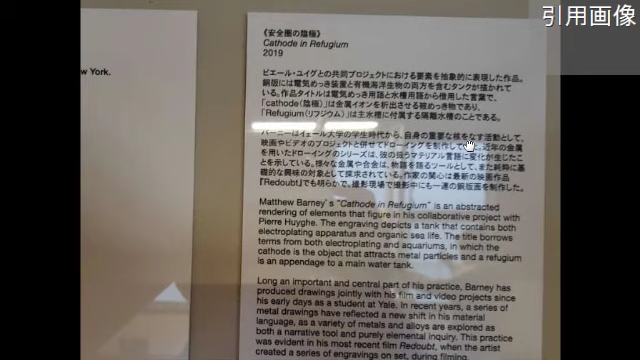 引用画像
w York.
《安全圏の陰極》
Cathode in Refugium
2019
ピエール・ユイグとの共同プロジェクトにおける要素を抽象的に表現した作品。
銅版には電気めっき装置と有機海洋生物の両方を含むタンクが描かれて
いる。作品タイトルは電気めっき用語と水槽用語から借用した言葉で、
「cathode（陰極）」は金属イオンを析出させる被めっき物であり、
「Refugium（リフジウム）」は主水槽に付属する隔離水槽のことである。
バーニーはイェール大学の学生時代から、自身の重要な核をなす活動として、
映画やビデオのプロジェクトと併せてドローイングを制作してきた。近年の金属
を用いたドローイングのシリーズは、彼の扱うマテリアル言語に変化が生じたこ
とを示している。様々な金属や合金は、物語を語るツールとして、また純粋に基
礎的な興味の対象として探求されている。作家の関心は最新の映画作品
『Redoubt』でも明らかで、撮影現場で撮影中にも一連の銅版画を制作した。
Matthew Barney's "Cathode in Refugium" is an abstracted
rendering of elements that figure in his collaborative project with
Pierre Huyghe. The engraving depicts a tank that contains both
electroplating apparatus and organic sea life. The title borrows
terms from both electroplating and aquariums, in which the
cathode is the object that attracts metal particles and a refugium
is an appendage to a main water tank.
Long an important and central part of his practice, Barney has
produced drawings jointly with his film and video projects since
his early days as a student at Yale. In recent years, a series of
metal drawings have reflected a new shift in his material
language, as a variety of metals and alloys are explored as
both a narrative tool and purely elemental inquiry. This practice
was evident in his most recent film Redoubt, when the artist
created a series of engravings on set, during filming.